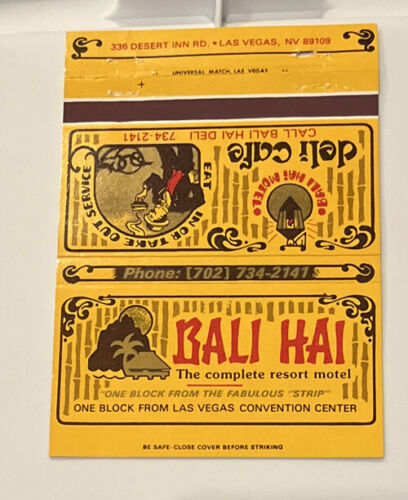 336 DESERT INN RD. • LAS VEGAS, NV 89109
UNIVERSAL MATCH, LAS VEGAS
CALL BALI HAI DELI 734-2141
deli cafe
EAT
IN OR TAKE OUT SERVICE
BALI HAI MOTEL
Phone: [702] 734-2141
BALI HAI
The complete resort motel
"ONE BLOCK FROM THE FABULOUS "STRIP"
ONE BLOCK FROM LAS VEGAS CONVENTION CENTER
BE SAFE-CLOSE COVER BEFORE STRIKING